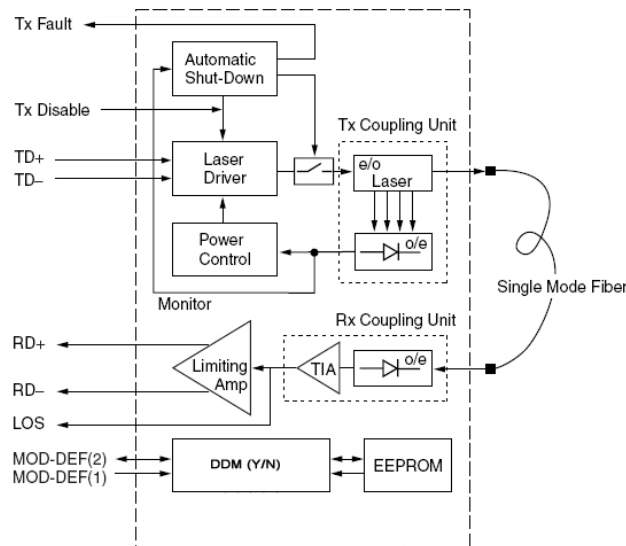 Tx Fault
Automatic
Shut-Down
Tx Disable
Tx Coupling Unit
TD+
TD–
Laser
Driver
e/o
Laser
Power
Control
o/e
Monitor
Single Mode Fiber
Rx Coupling Unit
RD+
RD–
Limiting
Amp
TIA
o/e
LOS
MOD-DEF(2)
MOD-DEF(1)
DDM (Y/N)
EEPROM